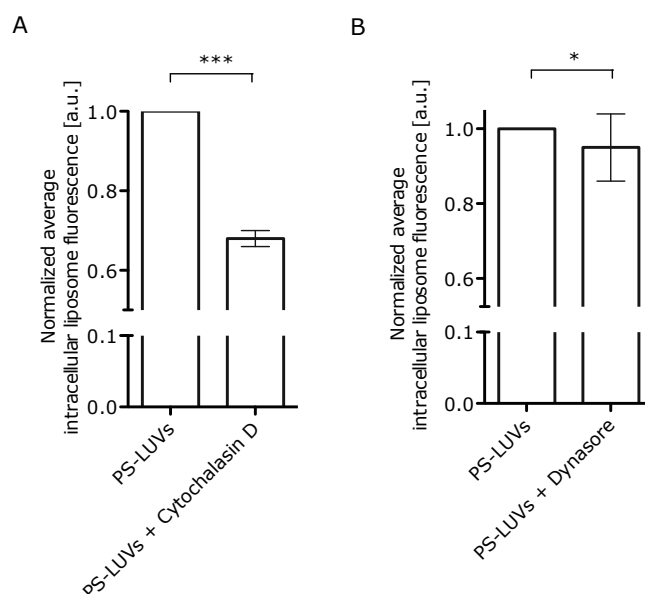 A
***
Normalized average
intracellular liposome fluorescence [a.u.]
1.0
0.8
0.6
0.1
0.0
PS-LUVs
PS-LUVs + Cytochalasin D
B
*
Normalized average
intracellular liposome fluorescence [a.u.]
1.0
0.8
0.6
0.1
0.0
PS-LUVs
PS-LUVs + Dynasore